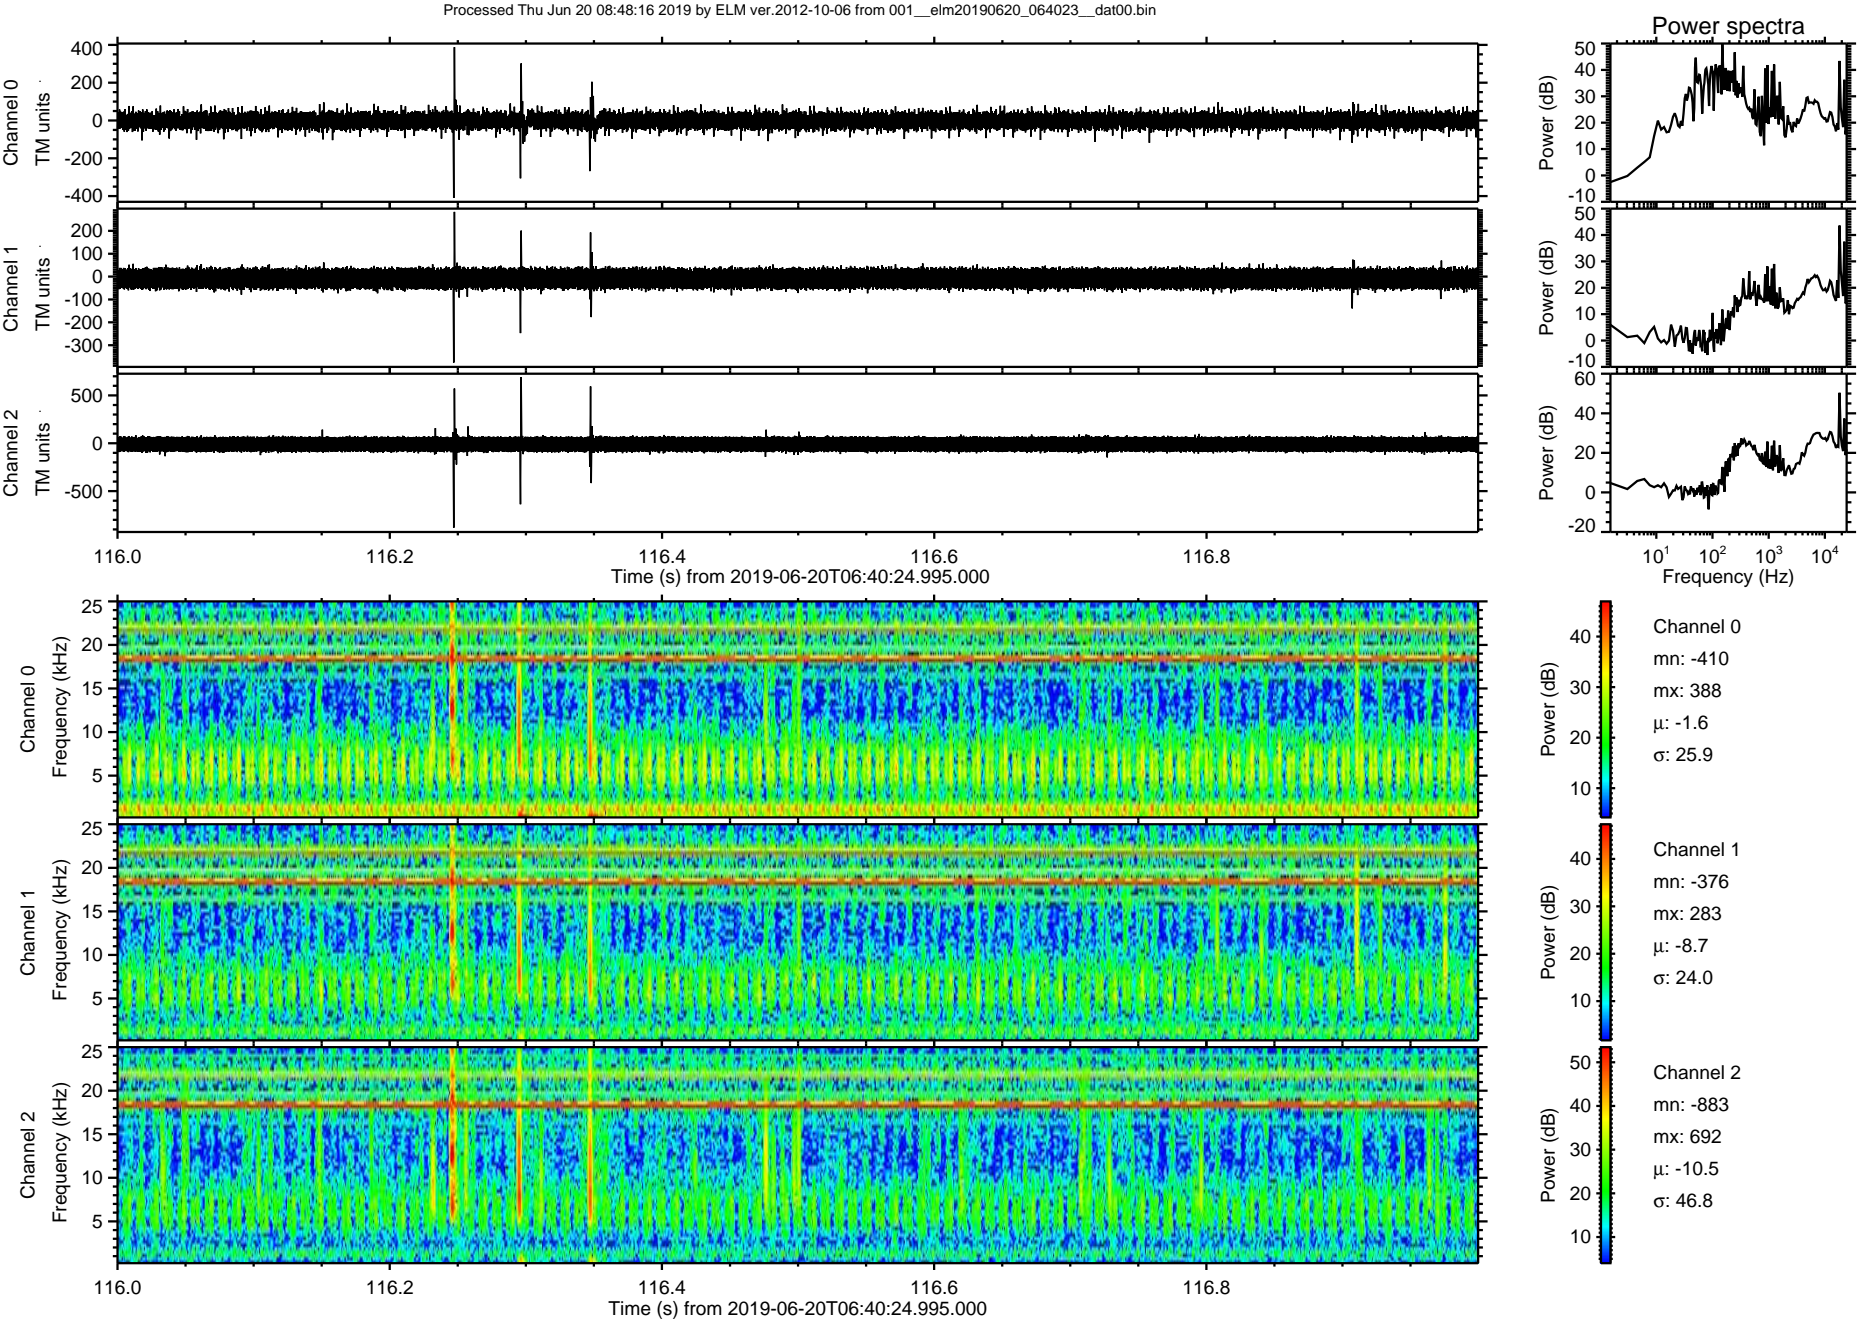 Processed Thu Jun 20 08:48:16 2019 by ELM ver.2012-10-06 from 001__elm20190620_064023__dat00.bin
Power spectra
Channel 0
TM units
400
200
0
-200
-400
Power (dB)
50
40
30
20
10
0
-10
Channel 1
TM units
200
100
0
-100
-200
-300
Power (dB)
50
40
30
20
10
0
-10
Channel 2
TM units
500
0
-500
Power (dB)
60
40
20
0
-20
116.0 116.2 116.4 116.6 116.8
Time (s) from 2019-06-20T06:40:24.995.000
10¹ 10² 10³ 10⁴
Frequency (Hz)
Channel 0
Frequency (kHz)
25
20
15
10
5
Power (dB)
40
30
20
10
Channel 0
mn: -410
mx: 388
μ: -1.6
σ: 25.9
Channel 1
Frequency (kHz)
25
20
15
10
5
Power (dB)
40
30
20
10
Channel 1
mn: -376
mx: 283
μ: -8.7
σ: 24.0
Channel 2
Frequency (kHz)
25
20
15
10
5
Power (dB)
50
40
30
20
10
Channel 2
mn: -883
mx: 692
μ: -10.5
σ: 46.8
116.0 116.2 116.4 116.6 116.8
Time (s) from 2019-06-20T06:40:24.995.000